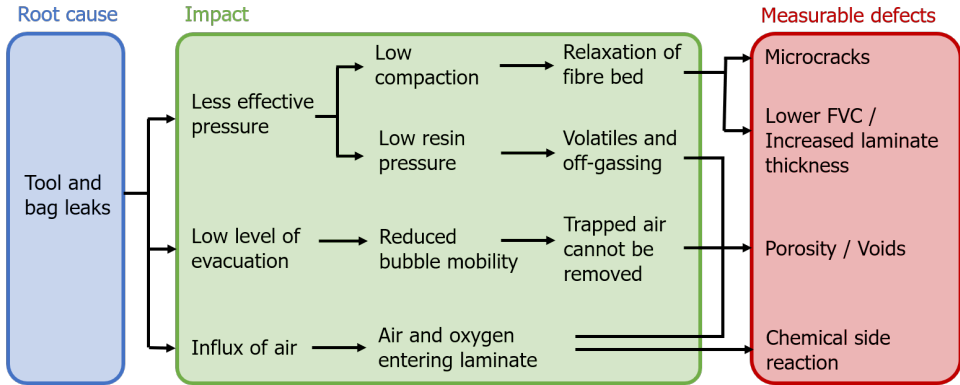 Root cause
Impact
Measurable defects
Tool and
bag leaks
Less effective
pressure
Low
compaction
Relaxation of
fibre bed
Low resin
pressure
Volatiles and
off-gassing
Low level of
evacuation
Reduced
bubble mobility
Trapped air
cannot be
removed
Influx of air
Air and oxygen
entering laminate
Microcracks
Lower FVC /
Increased laminate
thickness
Porosity / Voids
Chemical side
reaction